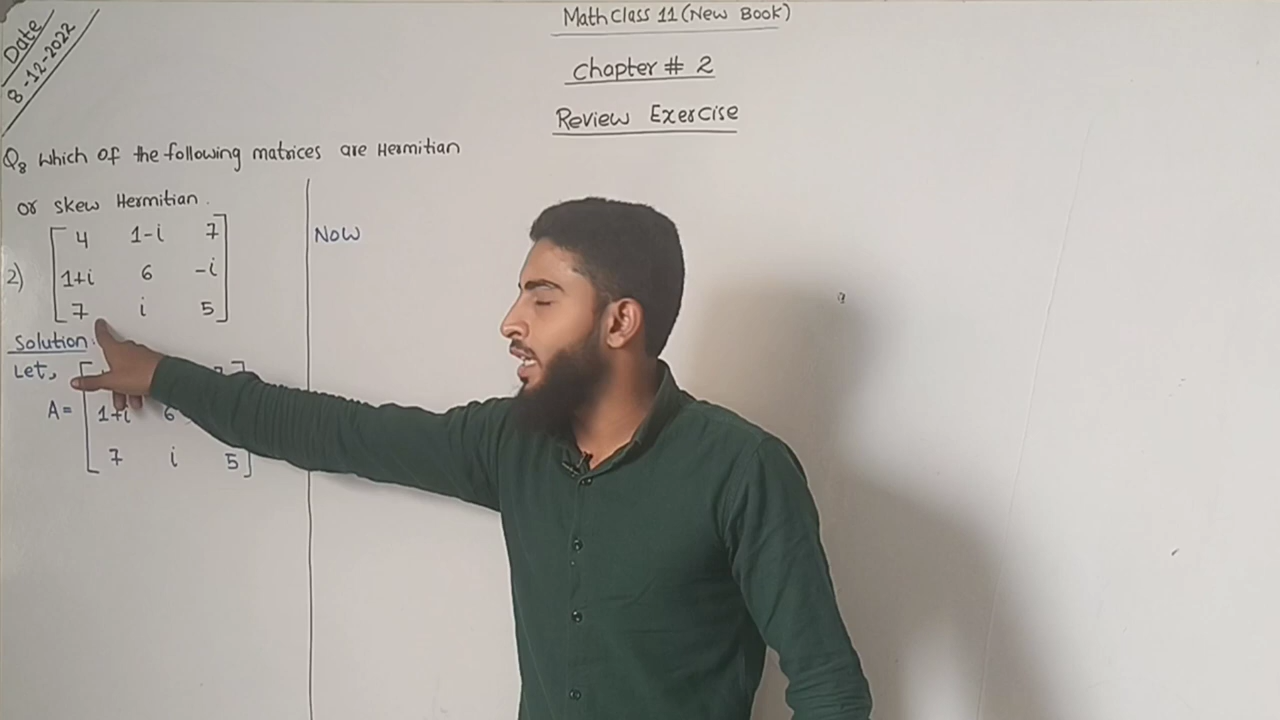 Date
8-12-2022
Math Class 11 (New Book)
Chapter # 2
Review Exercise
Q8 Which of the following matrices are Hermitian
or skew Hermitian.
2) [ 4 1-i 7
1+i 6 -i
7 i 5 ]
Solution.
Let,
A = [
1+i 6
7 i 5 ]
Now